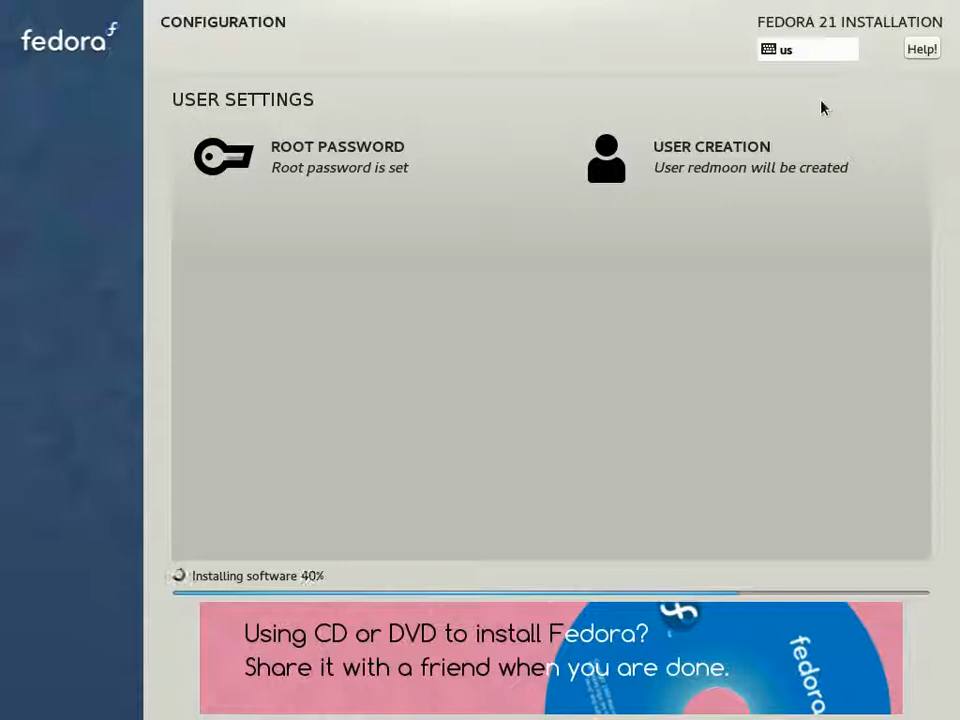 fedora
CONFIGURATION
FEDORA 21 INSTALLATION
us
Help!
USER SETTINGS
ROOT PASSWORD
Root password is set
USER CREATION
User redmoon will be created
Installing software 40%
Using CD or DVD to install Fedora?
Share it with a friend when you are done.
fedora